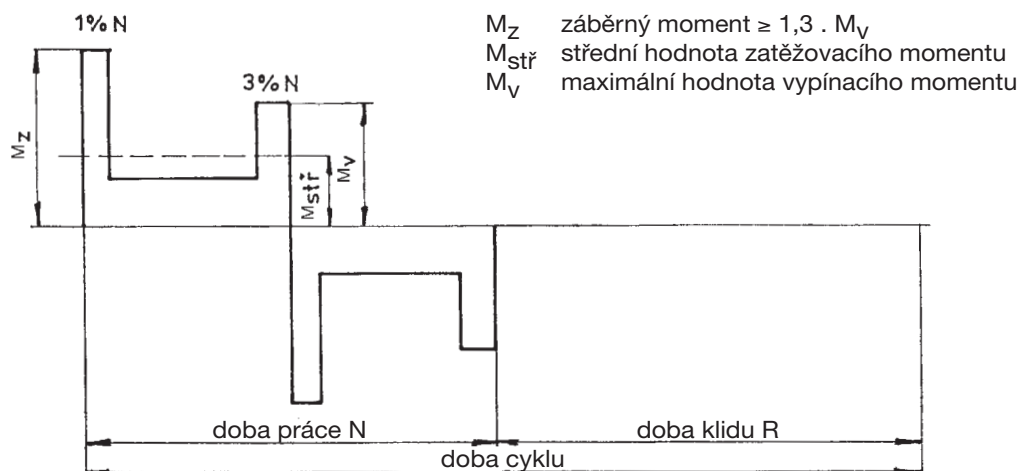 1% N
M_Z záběrný moment ≥ 1,3 . M_V
M_stř střední hodnota zatěžovacího momentu
M_V maximální hodnota vypínacího momentu
3% N
M_Z
M_stř
M_V
doba práce N
doba klidu R
doba cyklu